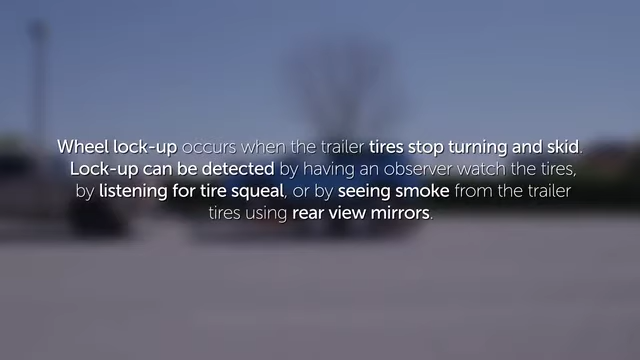 Wheel lock-up occurs when the trailer tires stop turning and skid.
Lock-up can be detected by having an observer watch the tires,
by listening for tire squeal, or by seeing smoke from the trailer
tires using rear view mirrors.